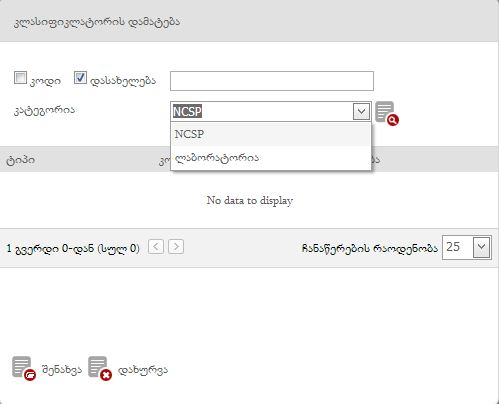 კლასიფიკლატორის დამატება
კოდი დასახელება
კატეგორია NCSP
NCSP
ლაბორატორია
ტიპი
No data to display
1 გვერდი 0-დან (სულ 0) ჩანაწერების რაოდენობა 25
შენახვა დახურვა